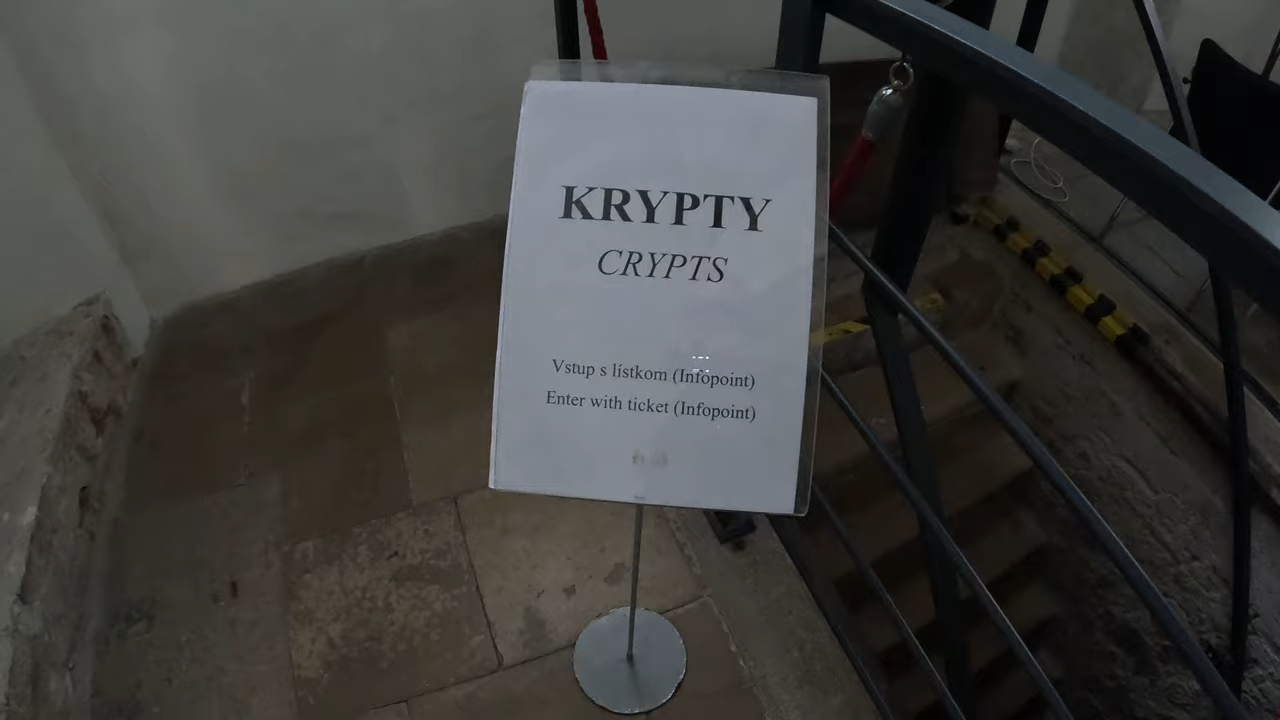 KRYPTY
CRYPTS
Vstup s lístkom (Infopoint)
Enter with ticket (Infopoint)